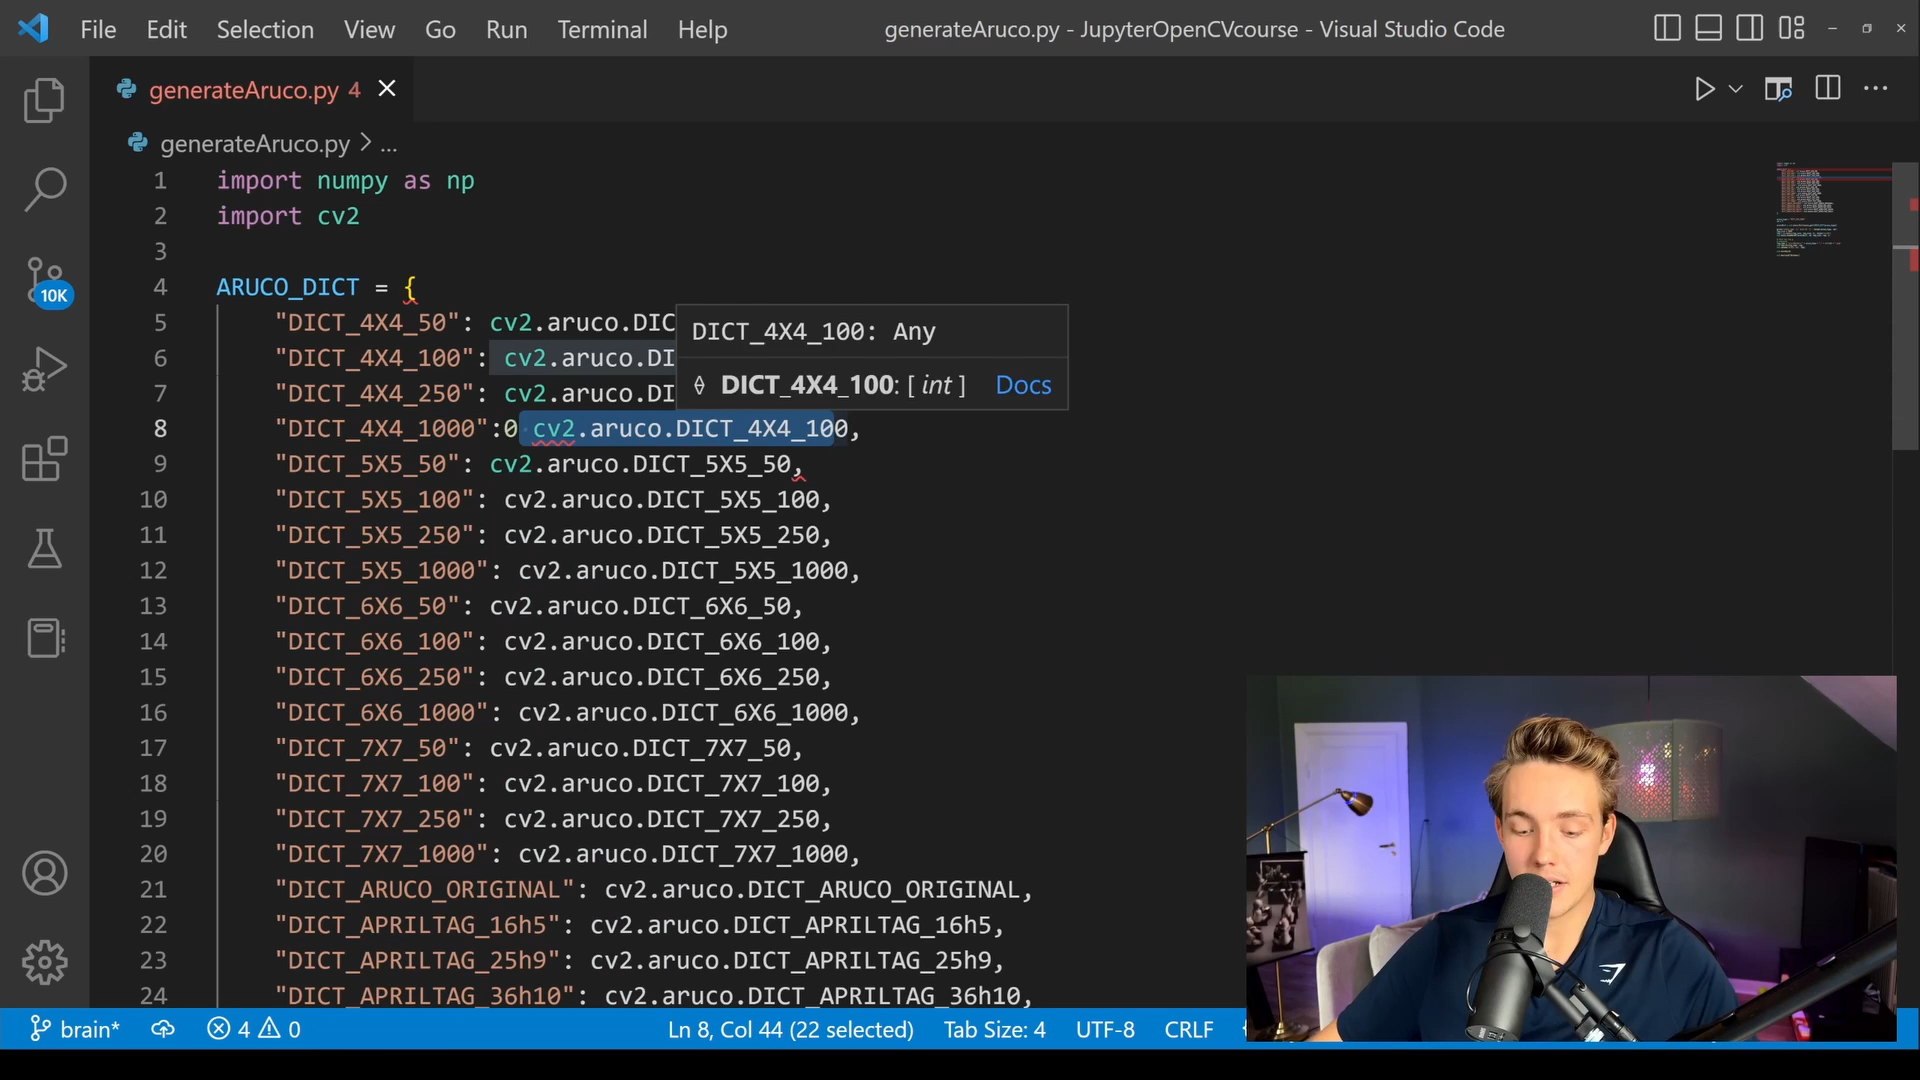 File Edit Selection View Go Run Terminal Help generateAruco.py - JupyterOpenCVcourse - Visual Studio Code
generateAruco.py 4
generateAruco.py > ...
1 import numpy as np
2 import cv2
3
4 ARUCO_DICT = {
5 "DICT_4X4_50": cv2.aruco.DIC
DICT_4X4_100: Any
6 "DICT_4X4_100": cv2.aruco.DI
DICT_4X4_100: [ int ] Docs
7 "DICT_4X4_250": cv2.aruco.DI
8 "DICT_4X4_1000":0 cv2.aruco.DICT_4X4_100,
9 "DICT_5X5_50": cv2.aruco.DICT_5X5_50,
10 "DICT_5X5_100": cv2.aruco.DICT_5X5_100,
11 "DICT_5X5_250": cv2.aruco.DICT_5X5_250,
12 "DICT_5X5_1000": cv2.aruco.DICT_5X5_1000,
13 "DICT_6X6_50": cv2.aruco.DICT_6X6_50,
14 "DICT_6X6_100": cv2.aruco.DICT_6X6_100,
15 "DICT_6X6_250": cv2.aruco.DICT_6X6_250,
16 "DICT_6X6_1000": cv2.aruco.DICT_6X6_1000,
17 "DICT_7X7_50": cv2.aruco.DICT_7X7_50,
18 "DICT_7X7_100": cv2.aruco.DICT_7X7_100,
19 "DICT_7X7_250": cv2.aruco.DICT_7X7_250,
20 "DICT_7X7_1000": cv2.aruco.DICT_7X7_1000,
21 "DICT_ARUCO_ORIGINAL": cv2.aruco.DICT_ARUCO_ORIGINAL,
22 "DICT_APRILTAG_16h5": cv2.aruco.DICT_APRILTAG_16h5,
23 "DICT_APRILTAG_25h9": cv2.aruco.DICT_APRILTAG_25h9,
24 "DICT_APRILTAG_36h10": cv2.aruco.DICT_APRILTAG_36h10,
10K
brain* 4 0 Ln 8, Col 44 (22 selected) Tab Size: 4 UTF-8 CRLF